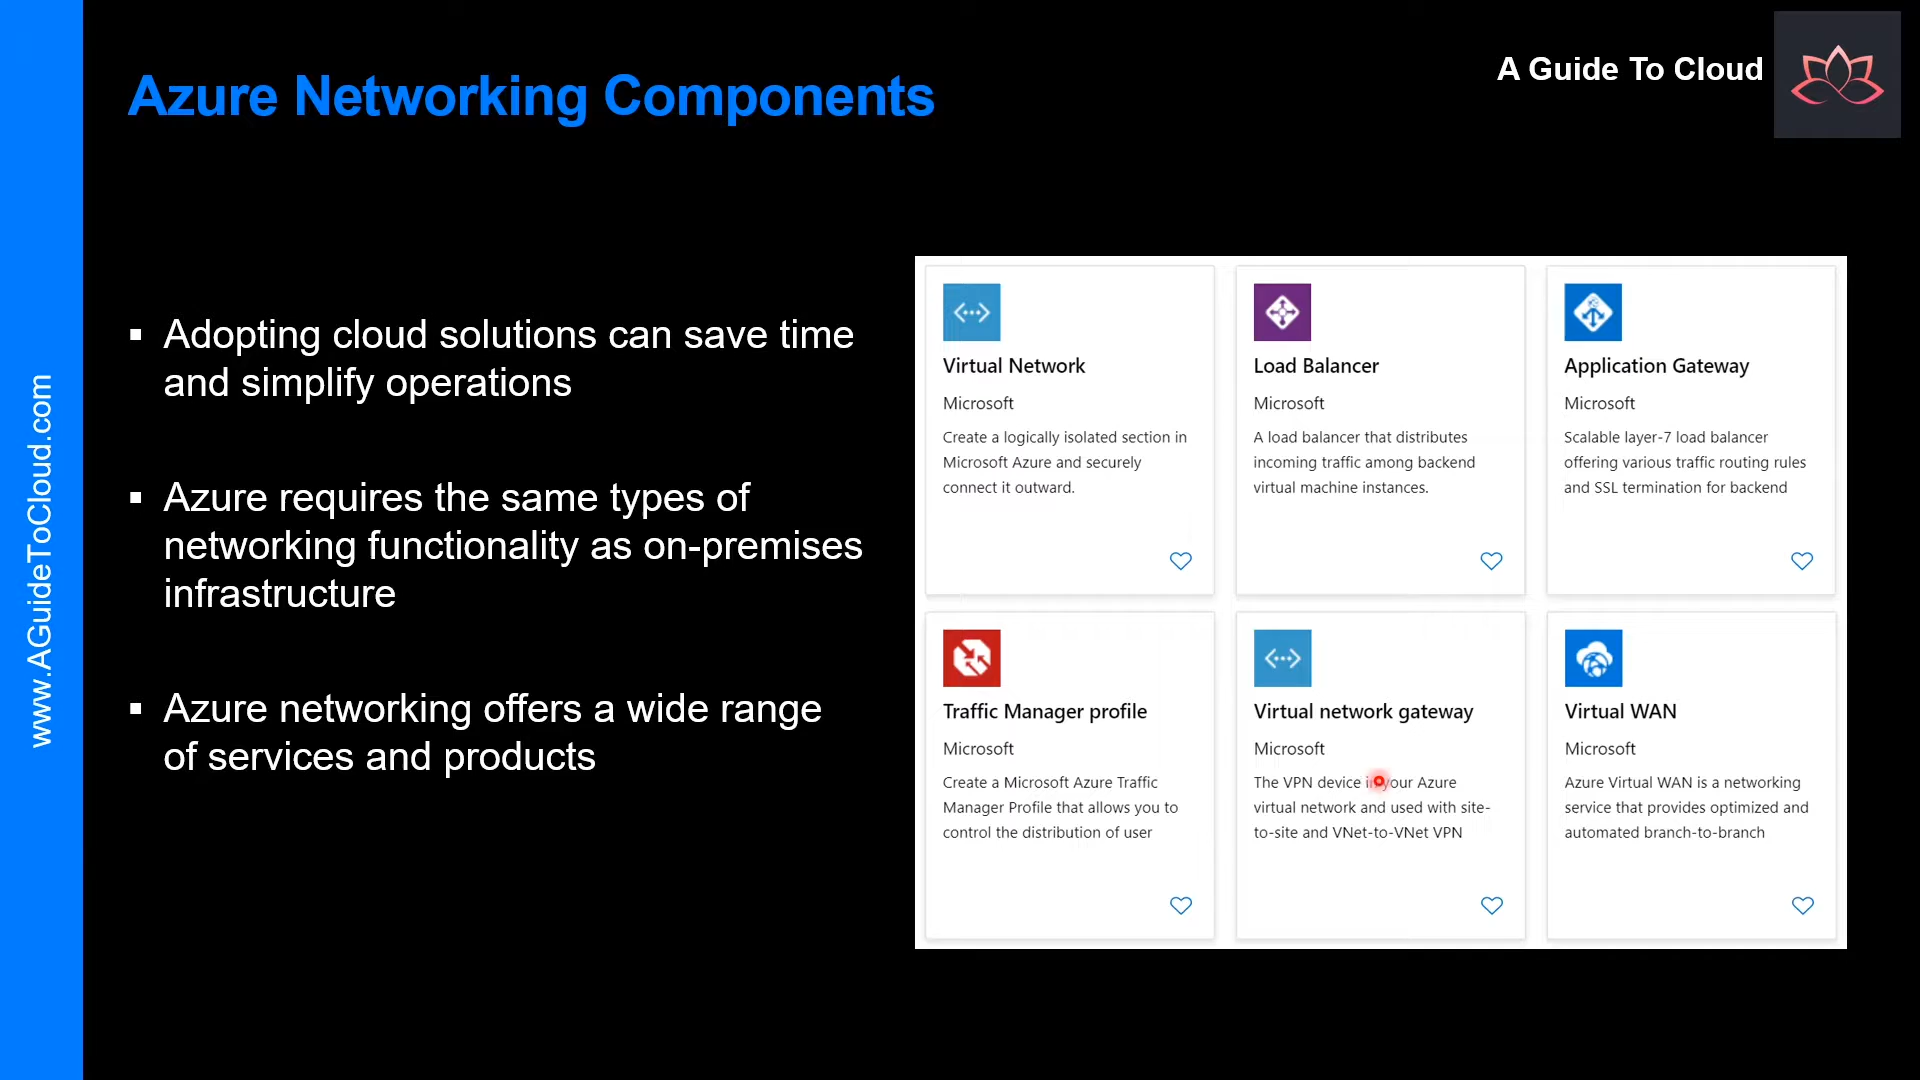 Azure Networking Components
A Guide To Cloud
www.AGuideToCloud.com
▪ Adopting cloud solutions can save time
and simplify operations
▪ Azure requires the same types of
networking functionality as on-premises
infrastructure
▪ Azure networking offers a wide range
of services and products
Virtual Network
Microsoft
Create a logically isolated section in
Microsoft Azure and securely
connect it outward.
Load Balancer
Microsoft
A load balancer that distributes
incoming traffic among backend
virtual machine instances.
Application Gateway
Microsoft
Scalable layer-7 load balancer
offering various traffic routing rules
and SSL termination for backend
Traffic Manager profile
Microsoft
Create a Microsoft Azure Traffic
Manager Profile that allows you to
control the distribution of user
Virtual network gateway
Microsoft
The VPN device in your Azure
virtual network and used with site-
to-site and VNet-to-VNet VPN
Virtual WAN
Microsoft
Azure Virtual WAN is a networking
service that provides optimized and
automated branch-to-branch